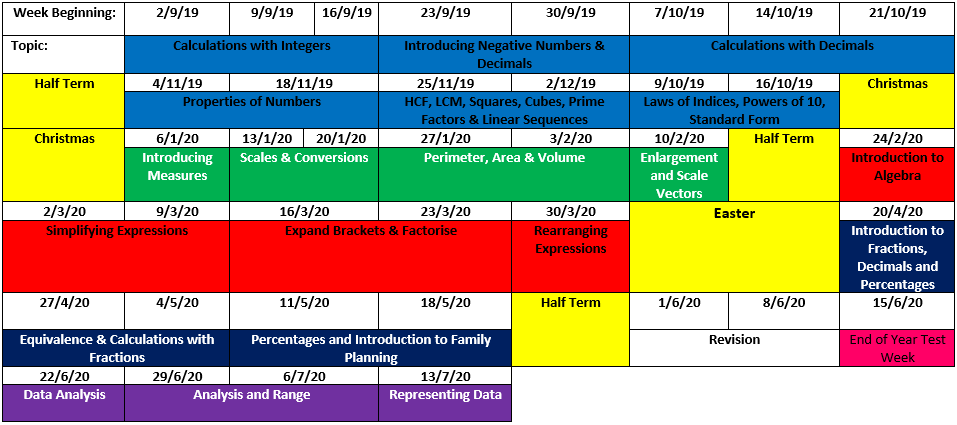 Week Beginning: 2/9/19 9/9/19 16/9/19 23/9/19 30/9/19 7/10/19 14/10/19 21/10/19
Topic: Calculations with Integers Introducing Negative Numbers & Calculations with Decimals
Decimals
Half Term 4/11/19 18/11/19 25/11/19 2/12/19 9/10/19 16/10/19 Christmas
Properties of Numbers HCF, LCM, Squares, Cubes, Prime Laws of Indices, Powers of 10,
Factors & Linear Sequences Standard Form
Christmas 6/1/20 13/1/20 20/1/20 27/1/20 3/2/20 10/2/20 Half Term 24/2/20
Introducing Scales & Conversions Perimeter, Area & Volume Enlargement Introduction to
Measures and Scale Algebra
Vectors
2/3/20 9/3/20 16/3/20 23/3/20 30/3/20 Easter 20/4/20
Simplifying Expressions Expand Brackets & Factorise Rearranging Introduction to
Expressions Fractions,
Decimals and
Percentages
27/4/20 4/5/20 11/5/20 18/5/20 Half Term 1/6/20 8/6/20 15/6/20
Equivalence & Calculations with Percentages and Introduction to Family Revision End of Year Test
Fractions Planning Week
22/6/20 29/6/20 6/7/20 13/7/20
Data Analysis Analysis and Range Representing Data